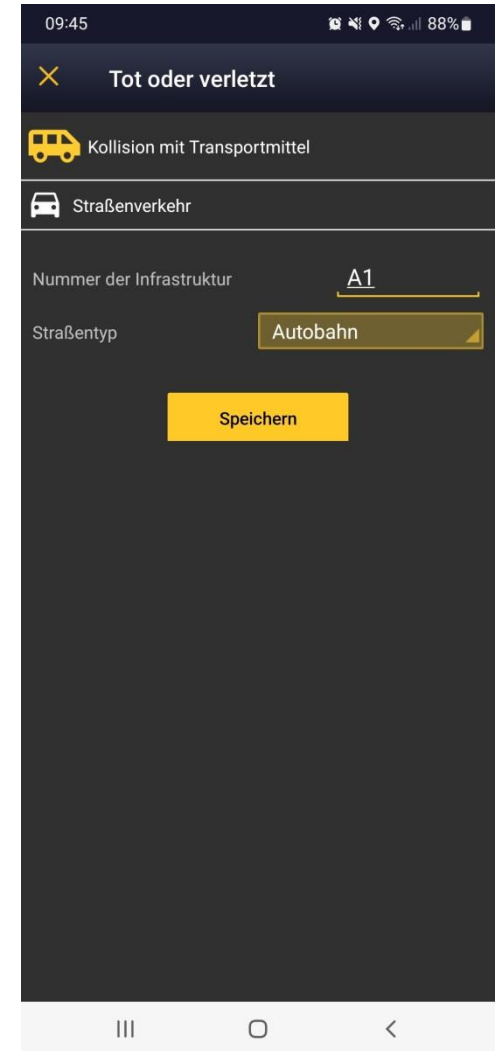 09:45 88%
Tot oder verletzt
Kollision mit Transportmittel
Straßenverkehr
Nummer der Infrastruktur A1
Straßentyp Autobahn
Speichern